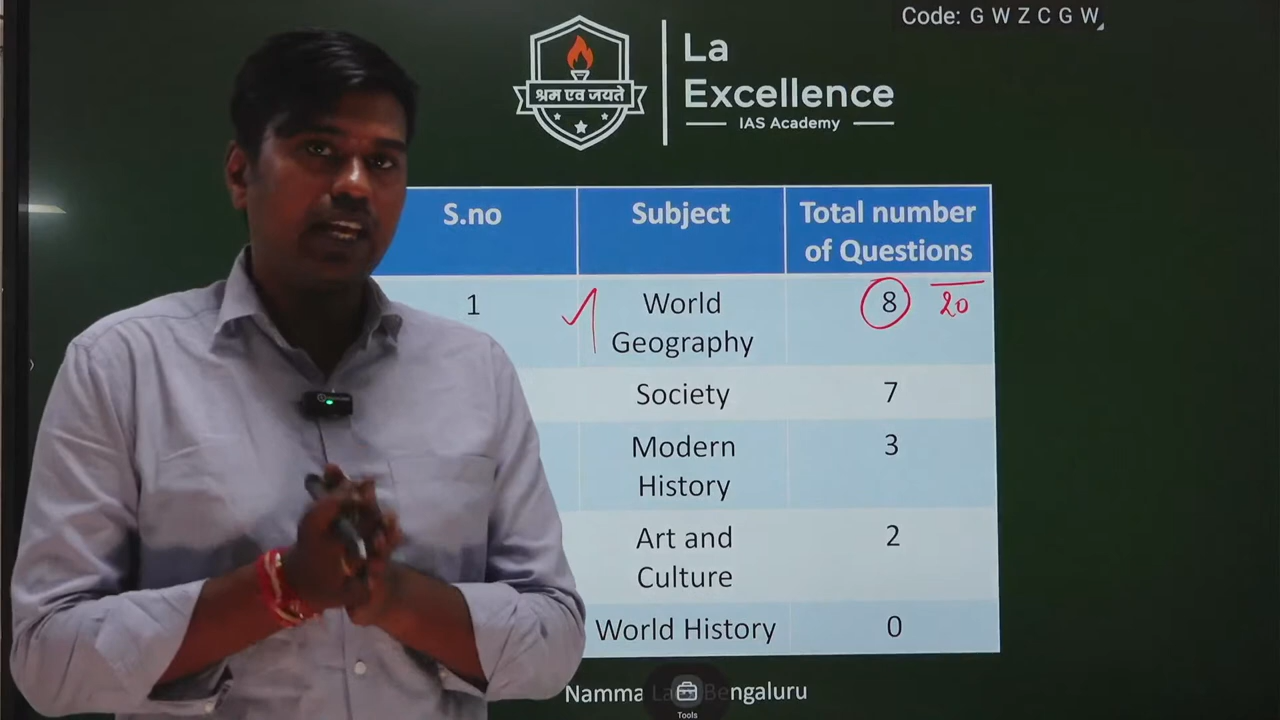 Code: G W Z C G W
La
Excellence
IAS Academy
श्रम एव जयते
S.no
Subject
Total number
of Questions
1
World
Geography
8
20
Society
7
Modern
History
3
Art and
Culture
2
World History
0
Namma La Bengaluru
Tools